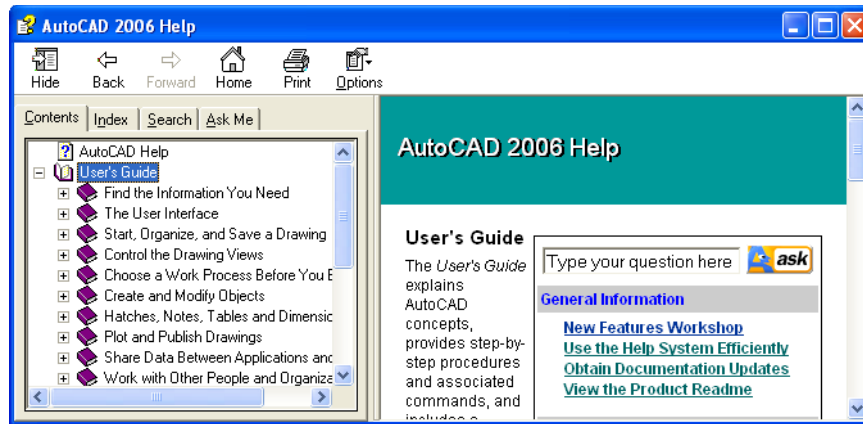 AutoCAD 2006 Help
Hide Back Forward Home Print Options
Contents Index Search Ask Me
AutoCAD Help
User's Guide
Find the Information You Need
The User Interface
Start, Organize, and Save a Drawing
Control the Drawing Views
Choose a Work Process Before You
Create and Modify Objects
Hatches, Notes, Tables and
Plot and Publish Drawings
Share Data Between Applications and
Work with Other People and
AutoCAD 2006 Help
User's Guide
The User's Guide
explains
AutoCAD
concepts,
provides step-by-
step procedures
and associated
commands, and
Type your question here ask
General Information
New Features Workshop
Use the Help System Efficiently
Obtain Documentation Updates
View the Product Readme